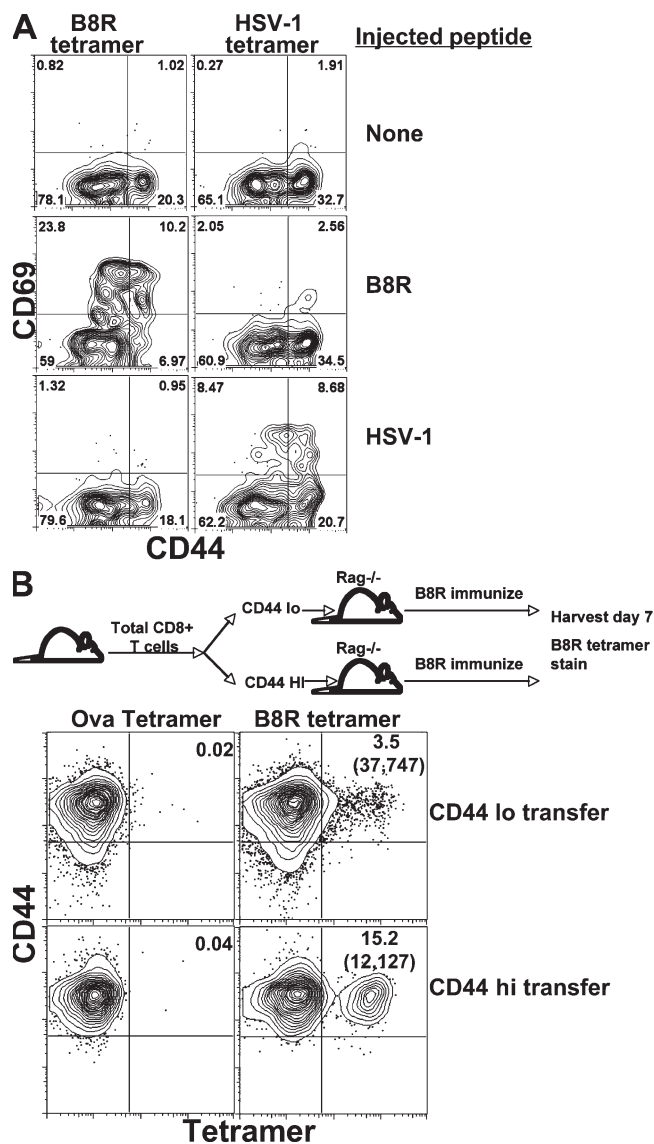 A
B8R tetramer
HSV-1 tetramer
Injected peptide
0.82 1.02
0.27 1.91
None
78.1 20.3
65.1 32.7
23.8 10.2
2.05 2.56
B8R
CD69
59 6.97
60.9 34.5
1.32 0.95
8.47 8.68
HSV-1
79.6 18.1
62.2 20.7
CD44
B
Total CD8+
T cells
CD44 lo
Rag-/-
B8R immunize
CD44 HI
Rag-/-
B8R immunize
Harvest day 7
B8R tetramer
stain
Ova Tetramer
B8R tetramer
0.02
3.5
(37,747)
CD44 lo transfer
CD44
0.04
15.2
(12,127)
CD44 hi transfer
Tetramer